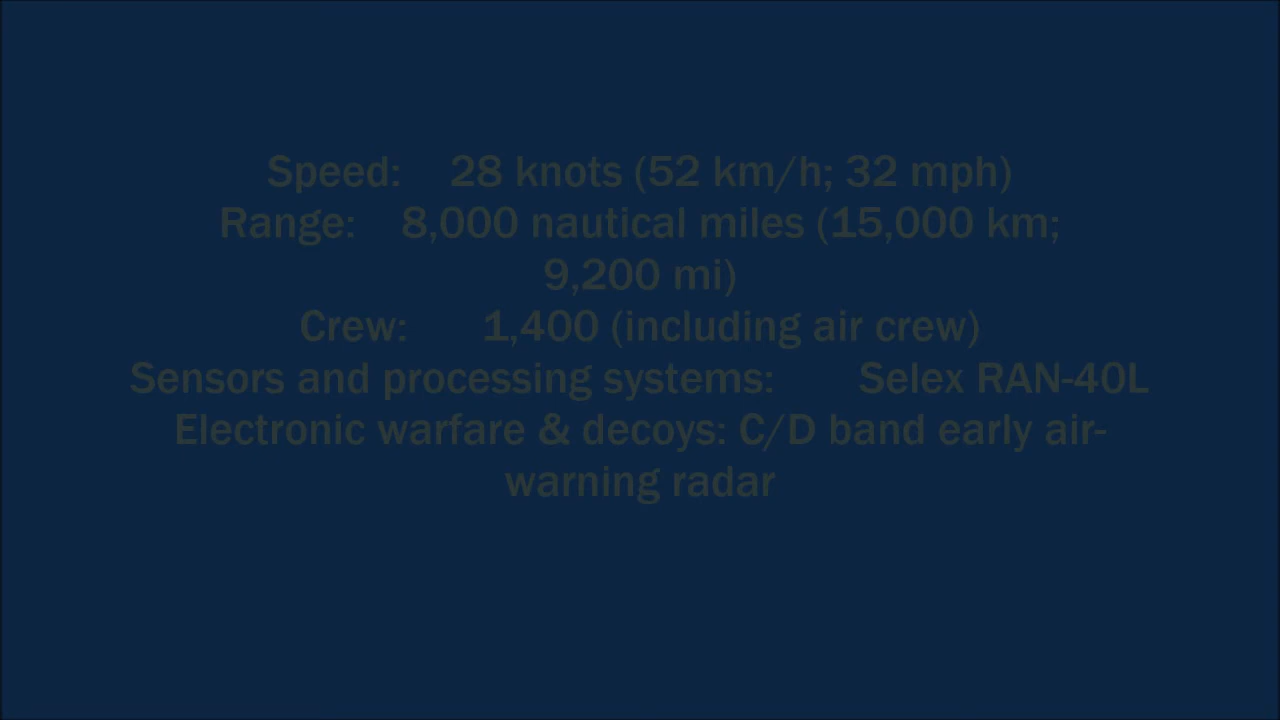 Speed: 28 knots (52 km/h; 32 mph)
Range: 8,000 nautical miles (15,000 km;
9,200 mi)
Crew: 1,400 (including air crew)
Sensors and processing systems: Selex RAN-40L
Electronic warfare & decoys: C/D band early air-
warning radar